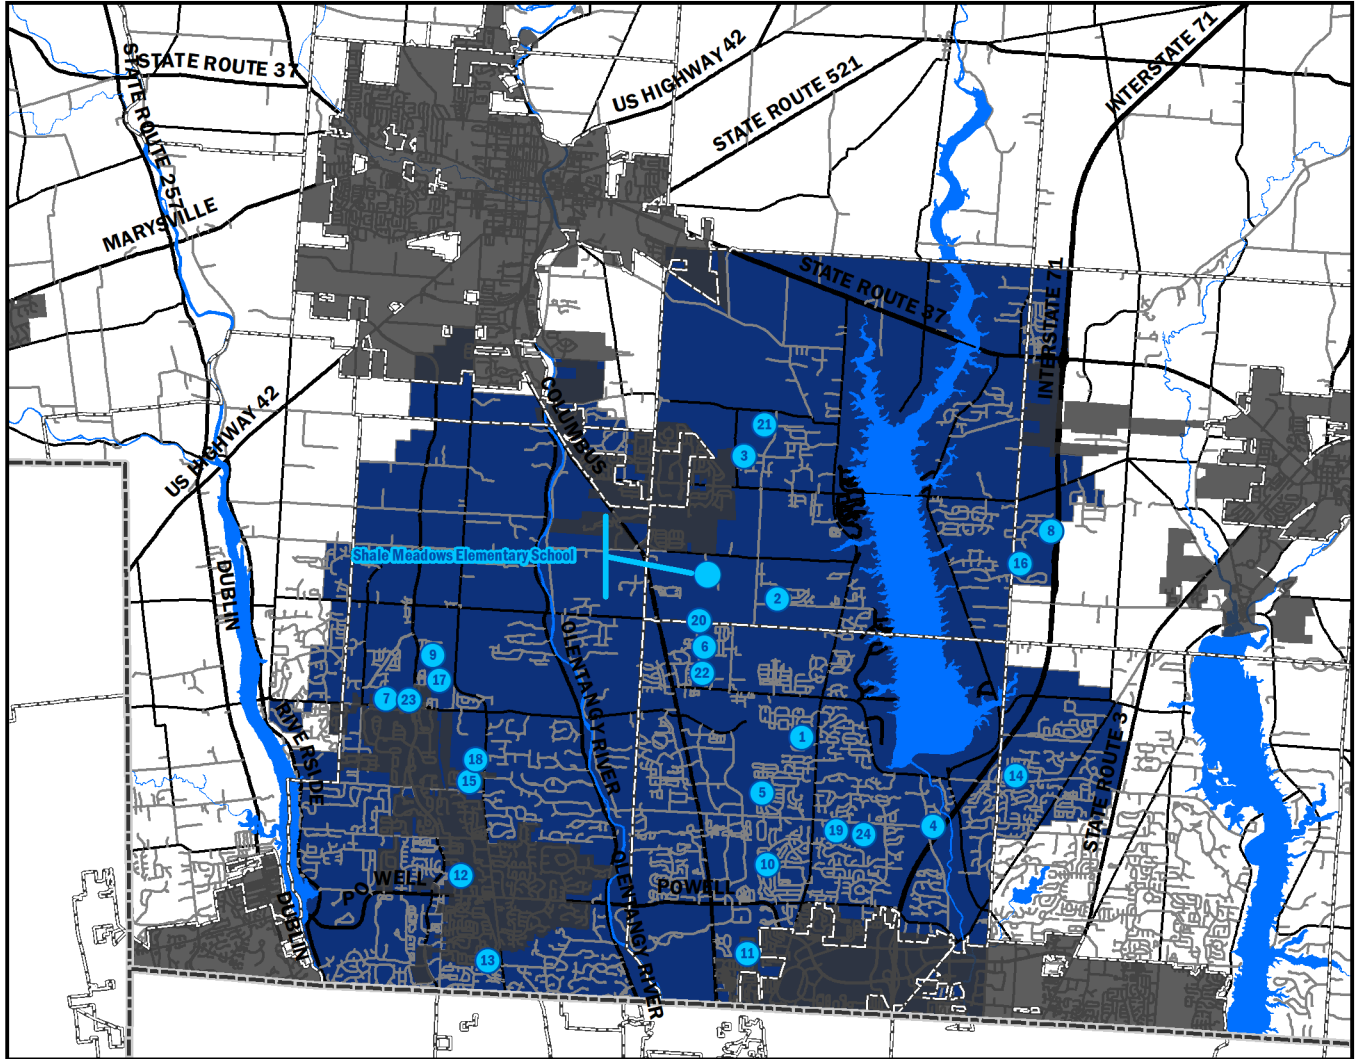 STATE ROUTE 37
STATE ROUTE 257
MARYSVILLE
US HIGHWAY 42
STATE ROUTE 521
INTERSTATE 71
STATE ROUTE 37
INTERSTATE 71
US HIGHWAY 42
COLUMBUS
21
3
8
16
Shale Meadows Elementary School
DUBLIN
2
20
6
22
OLENTANGY RIVER
9
17
7
23
RIVERSIDE
1
STATE ROUTE 3
18
15
14
5
19
24
4
10
12
POWELL
POWELL
OLENTANGY RIVER
DUBLIN
11
13